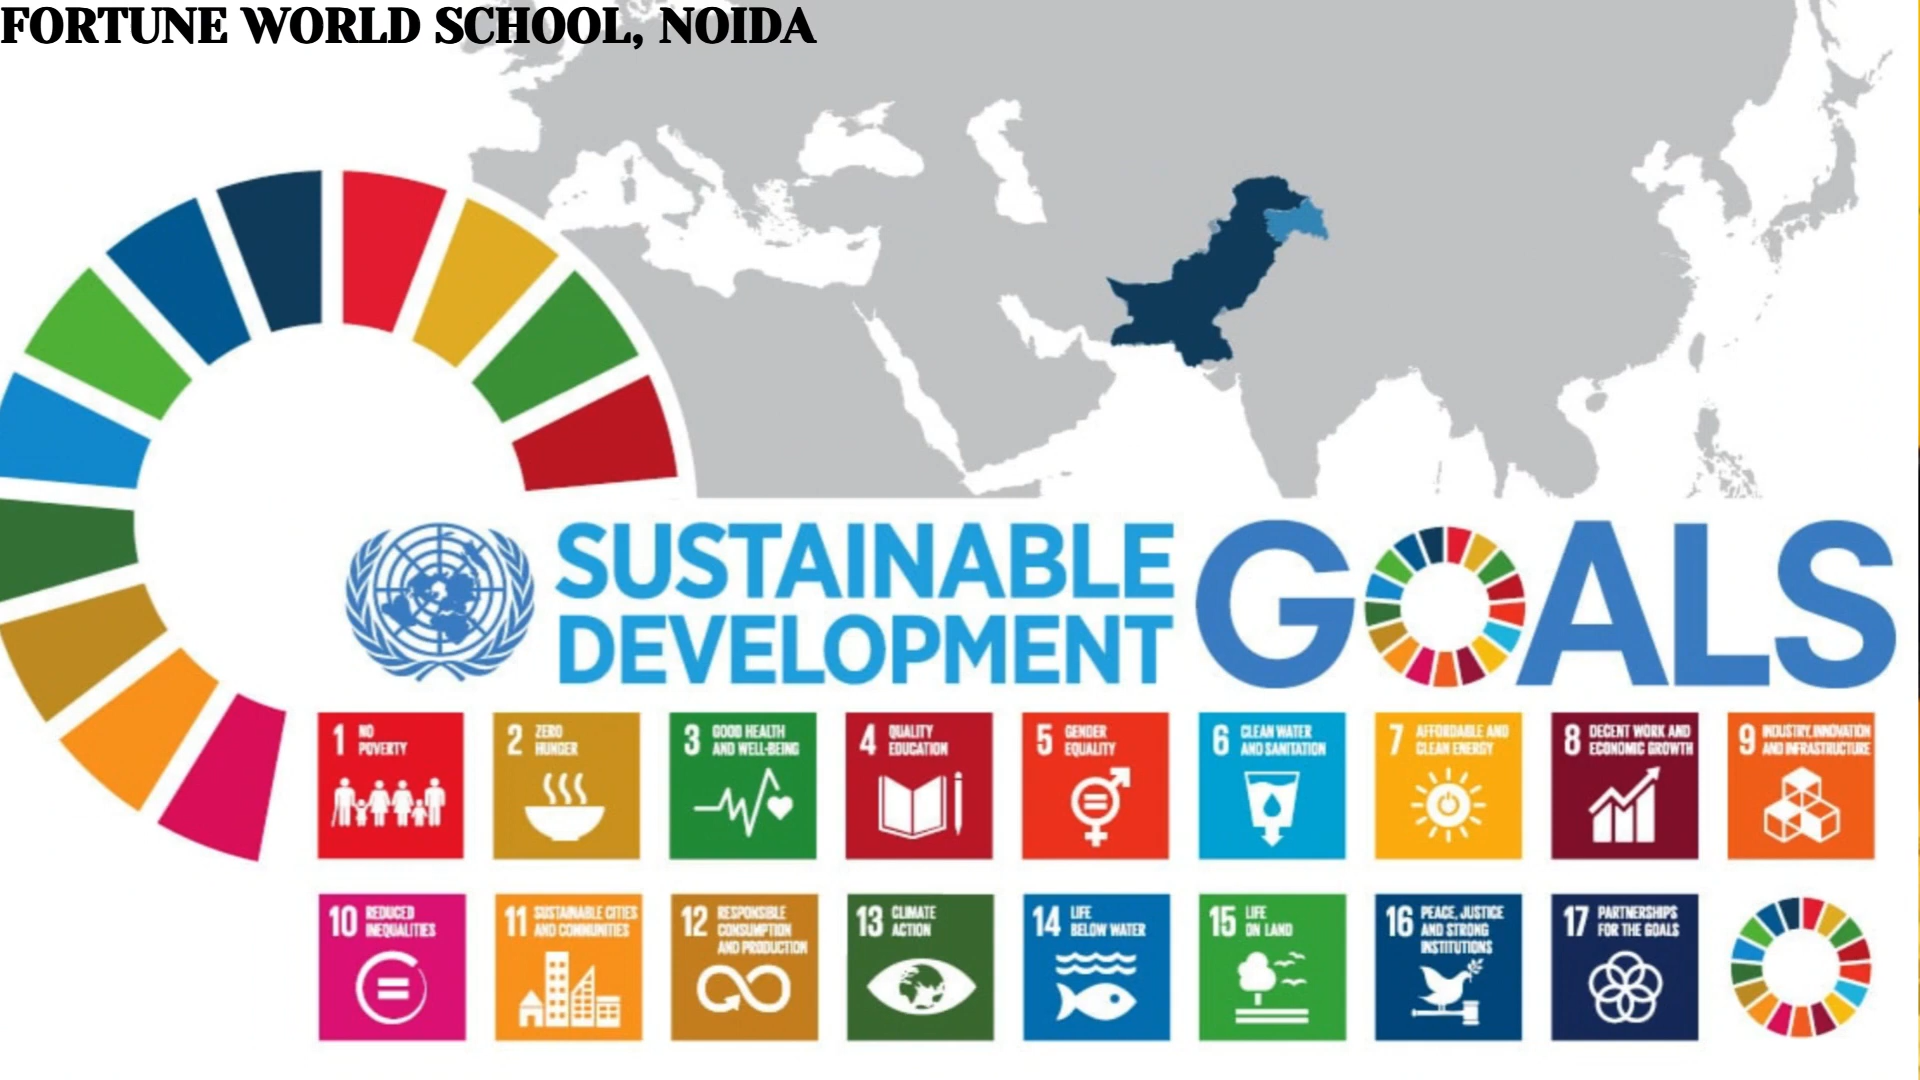 FORTUNE WORLD SCHOOL, NOIDA
SUSTAINABLE
DEVELOPMENT
GOALS
1 NO
POVERTY
2 ZERO
HUNGER
3 GOOD HEALTH
AND WELL-BEING
4 QUALITY
EDUCATION
5 GENDER
EQUALITY
6 CLEAN WATER
AND SANITATION
7 AFFORDABLE AND
CLEAN ENERGY
8 DECENT WORK AND
ECONOMIC GROWTH
9 INDUSTRY, INNOVATION
AND INFRASTRUCTURE
10 REDUCED
INEQUALITIES
11 SUSTAINABLE CITIES
AND COMMUNITIES
12 RESPONSIBLE
CONSUMPTION
AND PRODUCTION
13 CLIMATE
ACTION
14 LIFE
BELOW WATER
15 LIFE
ON LAND
16 PEACE, JUSTICE
AND STRONG
INSTITUTIONS
17 PARTNERSHIPS
FOR THE GOALS